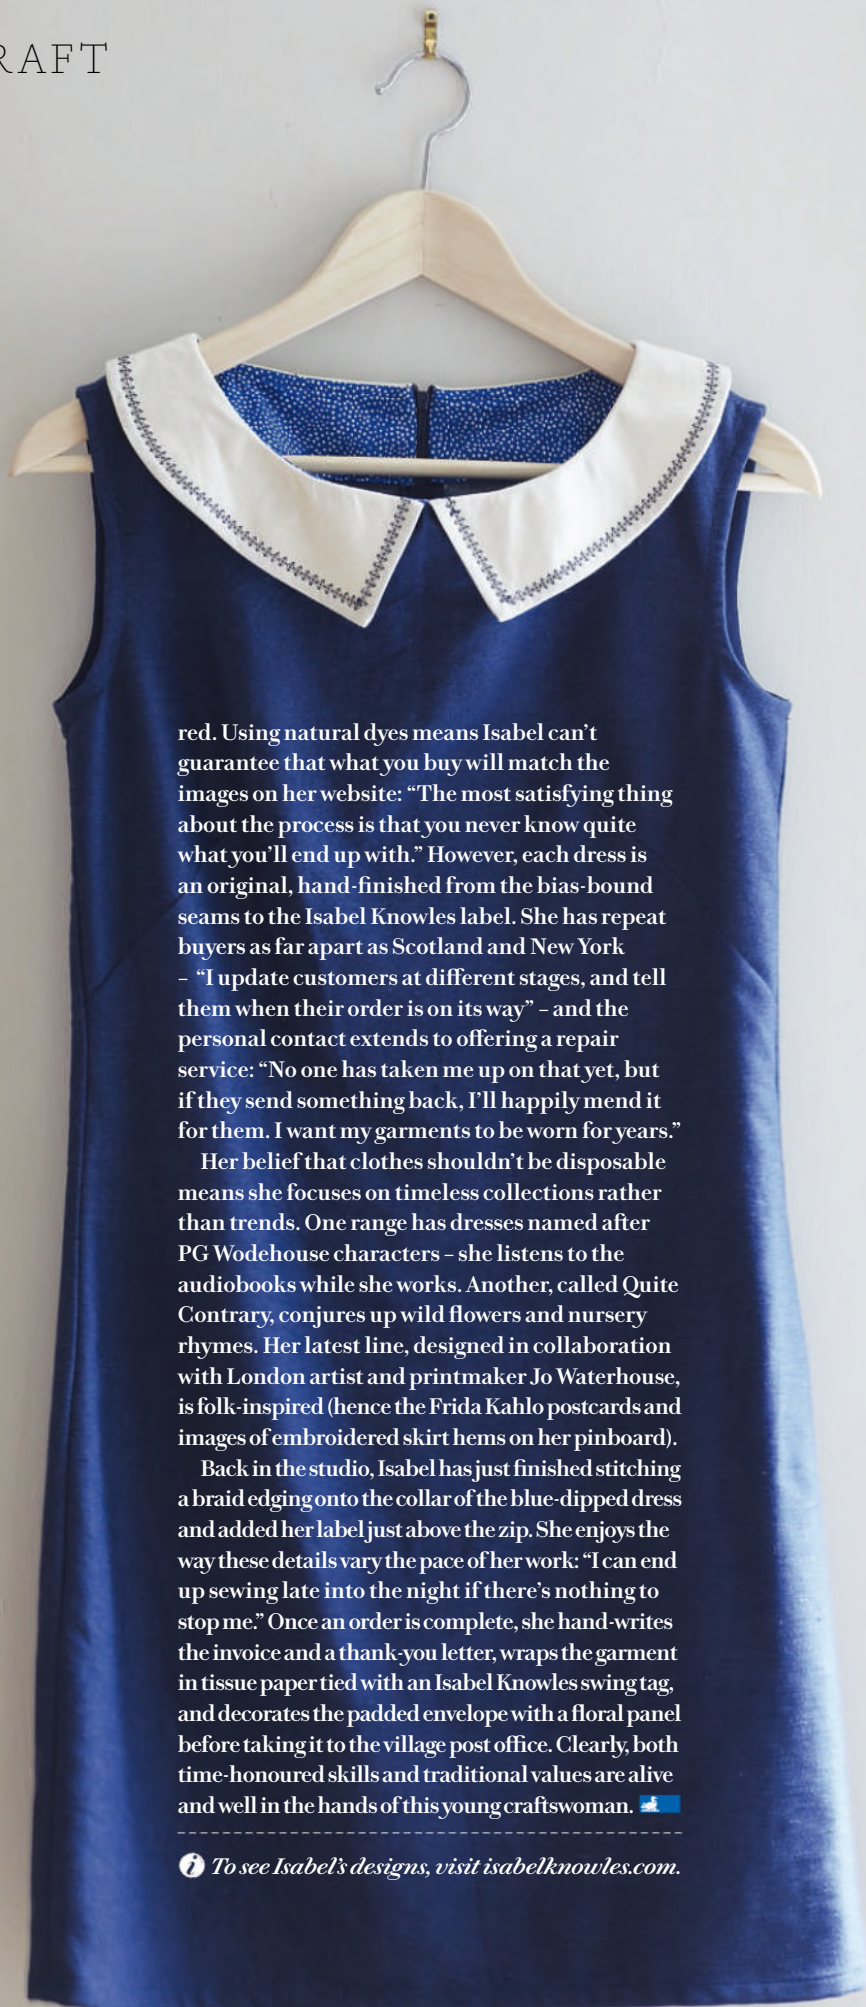 RAFT
red. Using natural dyes means Isabel can’t
guarantee that what you buy will match the
images on her website: “The most satisfying thing
about the process is that you never know quite
what you’ll end up with.” However, each dress is
an original, hand-finished from the bias-bound
seams to the Isabel Knowles label. She has repeat
buyers as far apart as Scotland and New York
– “I update customers at different stages, and tell
them when their order is on its way” – and the
personal contact extends to offering a repair
service: “No one has taken me up on that yet, but
if they send something back, I’ll happily mend it
for them. I want my garments to be worn for years.”
Her belief that clothes shouldn’t be disposable
means she focuses on timeless collections rather
than trends. One range has dresses named after
PG Wodehouse characters – she listens to the
audiobooks while she works. Another, called Quite
Contrary, conjures up wild flowers and nursery
rhymes. Her latest line, designed in collaboration
with London artist and printmaker Jo Waterhouse,
is folk-inspired (hence the Frida Kahlo postcards and
images of embroidered skirt hems on her pinboard).
Back in the studio, Isabel has just finished stitching
a braid edging onto the collar of the blue-dipped dress
and added her label just above the zip. She enjoys the
way these details vary the pace of her work: “I can end
up sewing late into the night if there’s nothing to
stop me.” Once an order is complete, she hand-writes
the invoice and a thank-you letter, wraps the garment
in tissue paper tied with an Isabel Knowles swing tag,
and decorates the padded envelope with a floral panel
before taking it to the village post office. Clearly, both
time-honoured skills and traditional values are alive
and well in the hands of this young craftswoman.
i To see Isabel’s designs, visit isabelknowles.com.